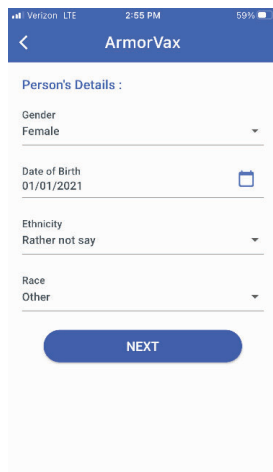 Verizon LTE 2:55 PM 59%
ArmorVax
Person's Details :
Gender
Female
Date of Birth
01/01/2021
Ethnicity
Rather not say
Race
Other
NEXT